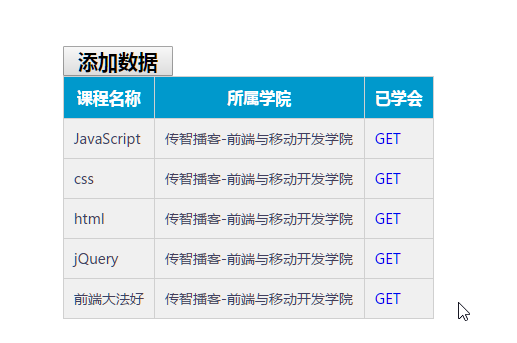 添加数据
课程名称 所属学院 已学会
JavaScript 传智播客-前端与移动开发学院 GET
css 传智播客-前端与移动开发学院 GET
html 传智播客-前端与移动开发学院 GET
jQuery 传智播客-前端与移动开发学院 GET
前端大法好 传智播客-前端与移动开发学院 GET